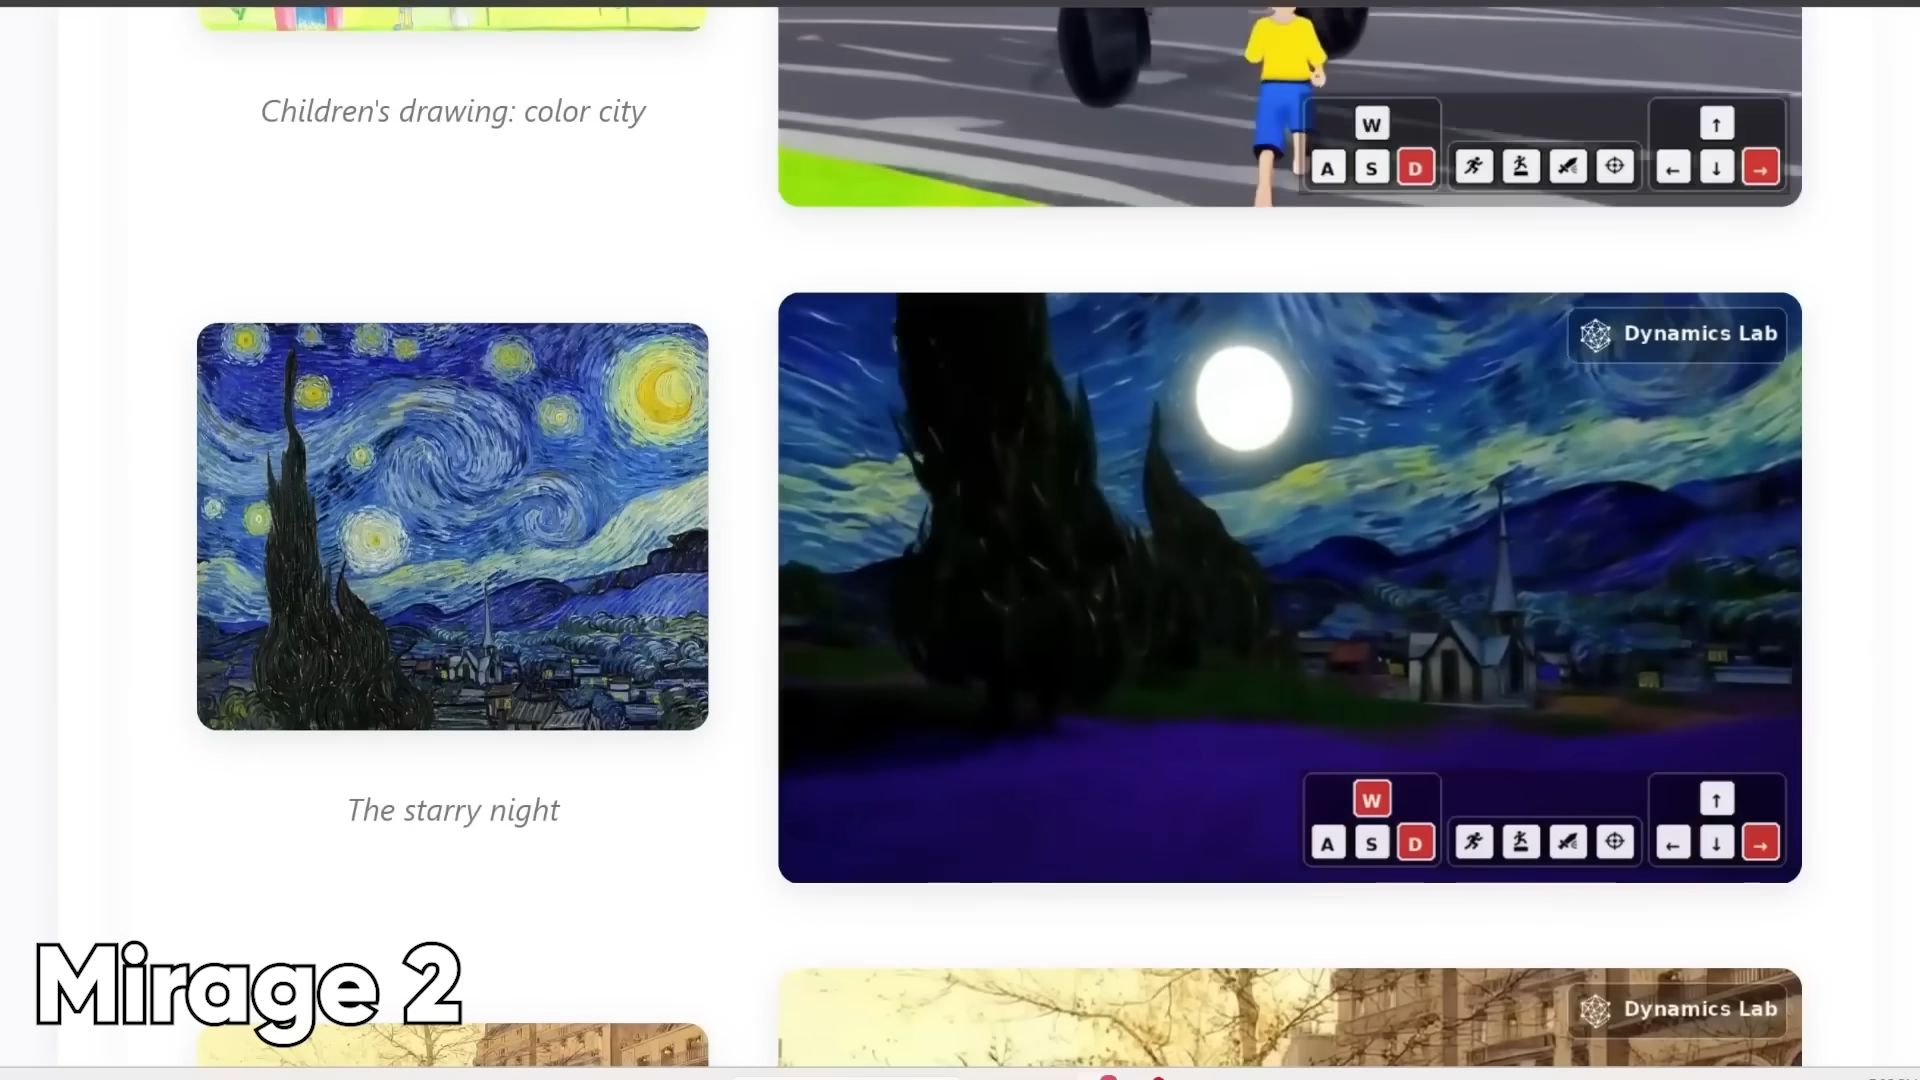 Children's drawing: color city
W
A S D
↑
← ↓ →
Dynamics Lab
The starry night
W
A S D
↑
← ↓ →
Mirage 2
Dynamics Lab